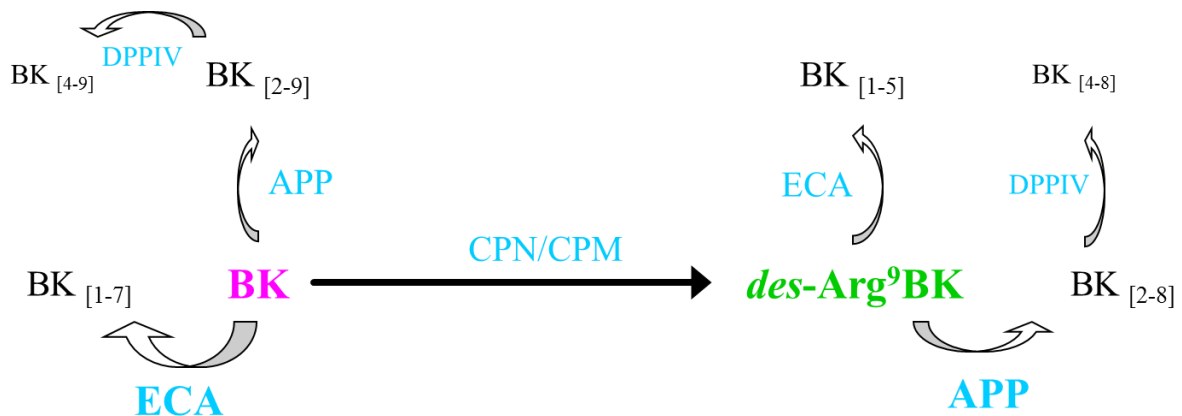 DPPIV
BK [4-9]
BK [2-9]
APP
BK [1-7]
BK
ECA
CPN/CPM
BK [1-5]
BK [4-8]
ECA
DPPIV
des-Arg⁹BK
BK [2-8]
APP